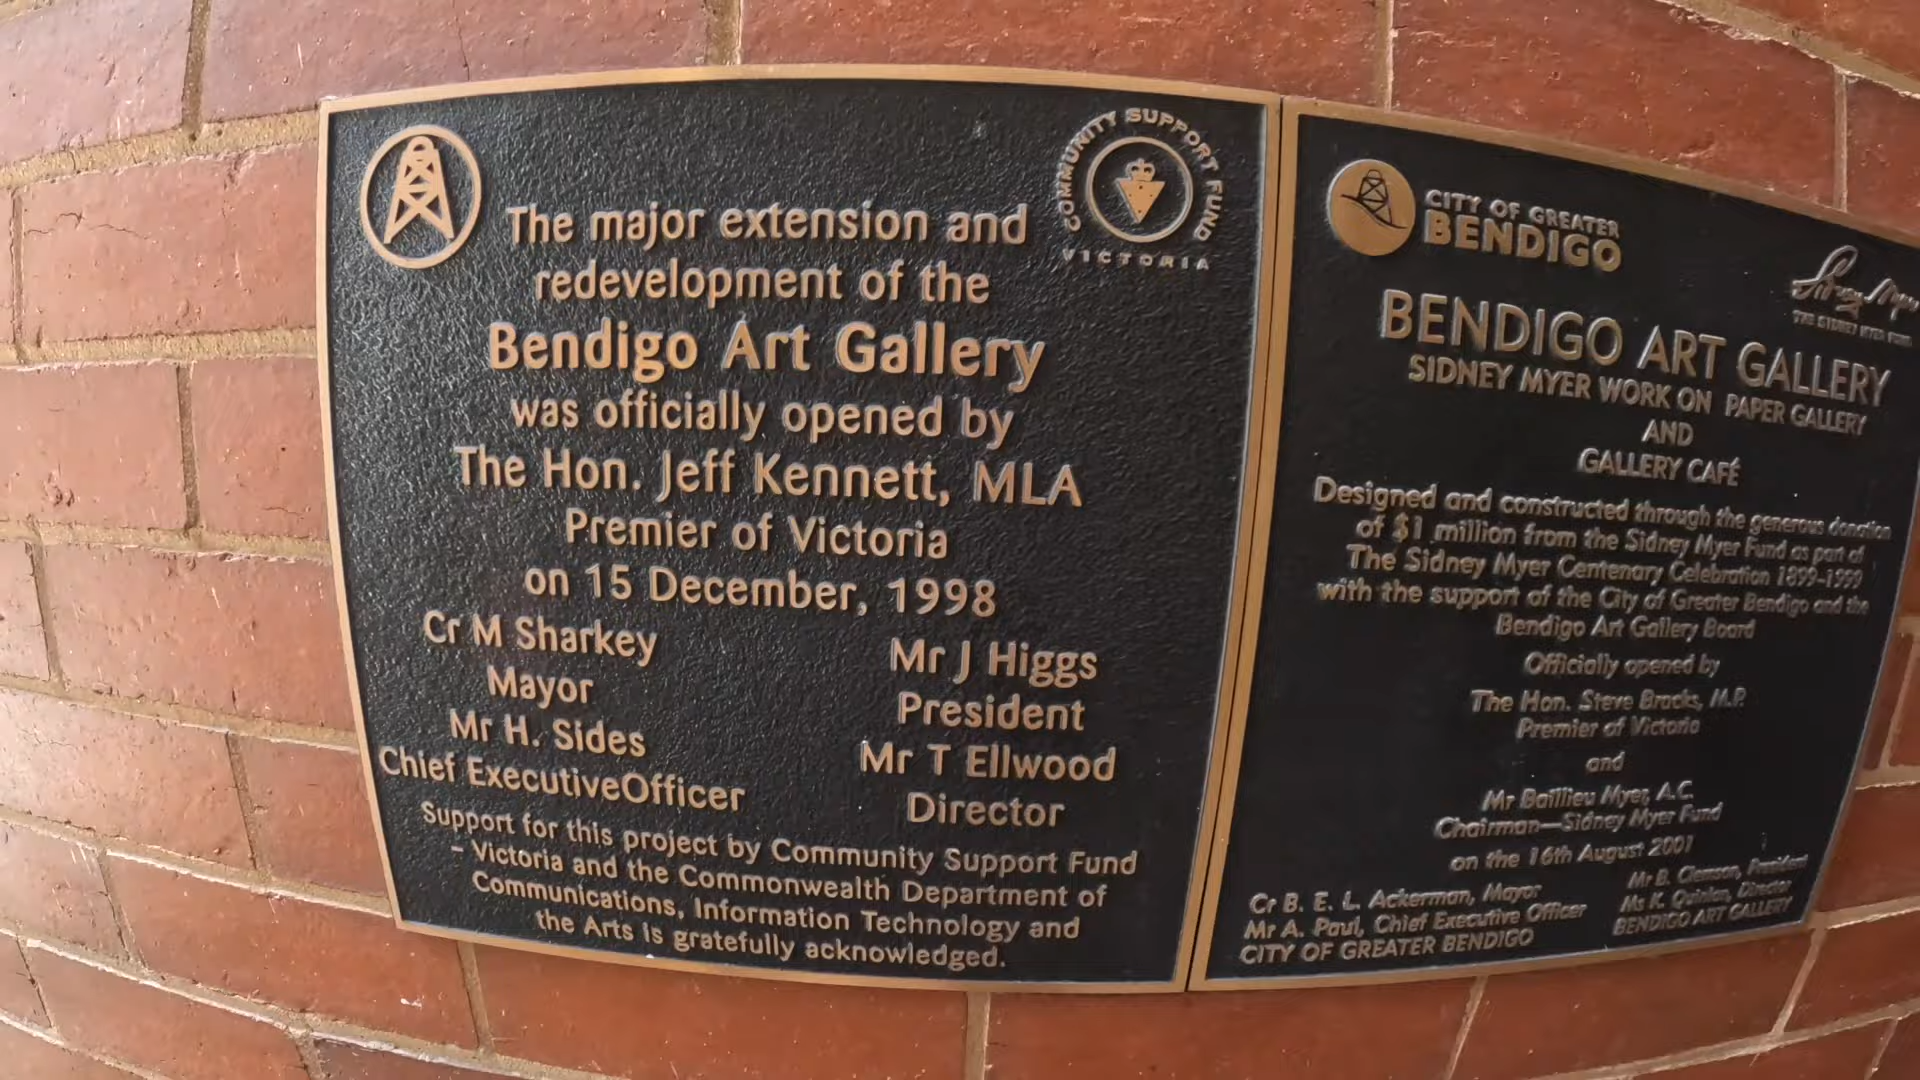 COMMUNITY SUPPORT FUND
VICTORIA
The major extension and
redevelopment of the
Bendigo Art Gallery
was officially opened by
The Hon. Jeff Kennett, MLA
Premier of Victoria
on 15 December, 1998
Cr M Sharkey
Mayor
Mr H. Sides
Chief ExecutiveOfficer
Mr J Higgs
President
Mr T Ellwood
Director
Support for this project by Community Support Fund
- Victoria and the Commonwealth Department of
Communications, Information Technology and
the Arts is gratefully acknowledged.
CITY OF GREATER
BENDIGO
Sidney Myer
THE SIDNEY MYER FUND
BENDIGO ART GALLERY
SIDNEY MYER WORK ON PAPER GALLERY
AND
GALLERY CAFÉ
Designed and constructed through the generous donation
of $1 million from the Sidney Myer Fund as part of
The Sidney Myer Centenary Celebration 1899-1999
with the support of the City of Greater Bendigo and the
Bendigo Art Gallery Board
Officially opened by
The Hon. Steve Bracks, M.P.
Premier of Victoria
and
Mr Baillieu Myer, A.C.
Chairman—Sidney Myer Fund
on the 16th August 2001
Cr B. E. L. Ackerman, Mayor
Mr A. Paul, Chief Executive Officer
CITY OF GREATER BENDIGO
Mr B. President
Ms K. Quinlan, Director
BENDIGO ART GALLERY